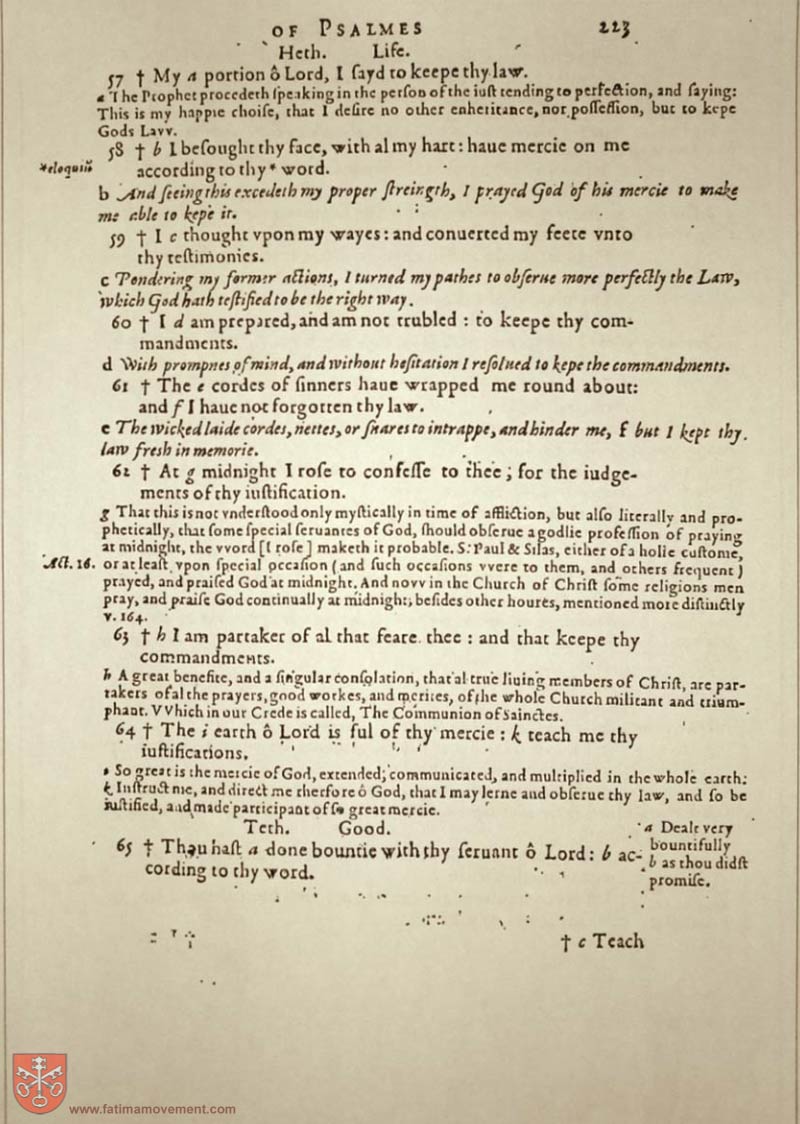 OF PSALMES 223
Heth. Life.
57 † My a portion ô Lord, I sayd to keepe thy law.
a The Prophet procedeth speaking in the person of the iust tending to perfection, and saying:
This is my happie choise, that I desire no other enheritance, nor possession, but to kepe
Gods Lavv.
58 † b I besought thy face, with al my hart: haue mercie on me
*eloquiū
according to thy * word.
b And seeing this excedeth my proper streingth, I prayed God of his mercie to make
me able to kepe it.
59 † I c thought vpon my wayes: and conuerted my feete vnto
thy testimonies.
c Pondering my former actions, I turned my pathes to obserue more perfectly the Law,
which God hath testified to be the right way.
60 † I d am prepared, and am not trubled : to keepe thy com-
mandments.
d With prompnes of mind, and without hesitation I resolued to kepe the commandments.
61 † The e cordes of sinners haue wrapped me round about:
and f I haue not forgotten thy law.
e The wicked laide cordes, nettes, or snares to intrappe, and hinder me, f but I kept thy
law fresh in memorie.
62 † At g midnight I rose to confesse to thee; for the iudge-
ments of thy iustification.
g That this is not vnderstood only mystically in time of affliction, but also literally and pro-
phetically, that some special seruantes of God, should obserue a godlie profession of praying
at midnight, the vvord [I rose] maketh it probable. S. Paul & Silas, either of a holie custome,
Act. 16. or at least vpon special occasion (and such occasions vvere to them, and others frequent)
prayed, and praised God at midnight. And novv in the Church of Christ some religious men
pray, and praise God continually at midnight; besides other houres, mentioned more distinctly
v. 164.
63 † h I am partaker of al that feare thee : and that keepe thy
commandments.
h A great benefite, and a singular consolation, that al true liuing members of Christ, are par-
takers of al the prayers, good workes, and merites, of the whole Church militant and trium-
phant. VVhich in our Crede is called, The Communion of Sainctes.
64 † The i earth ô Lord is ful of thy mercie : k teach me thy
iustifications.
i So great is the mercie of God, extended, communicated, and multiplied in the whole earth:
k Instruct me, and direct me therfore ô God, that I may lerne and obserue thy law, and so be
iustified, and made participant of so great mercie.
Teth. Good.
65 † Thou hast a done bountie with thy seruant ô Lord: b ac-
cording to thy word.
a Dealt very
bountifully
b as thou didst
promise.
† c Teach
www.fatimamovement.com